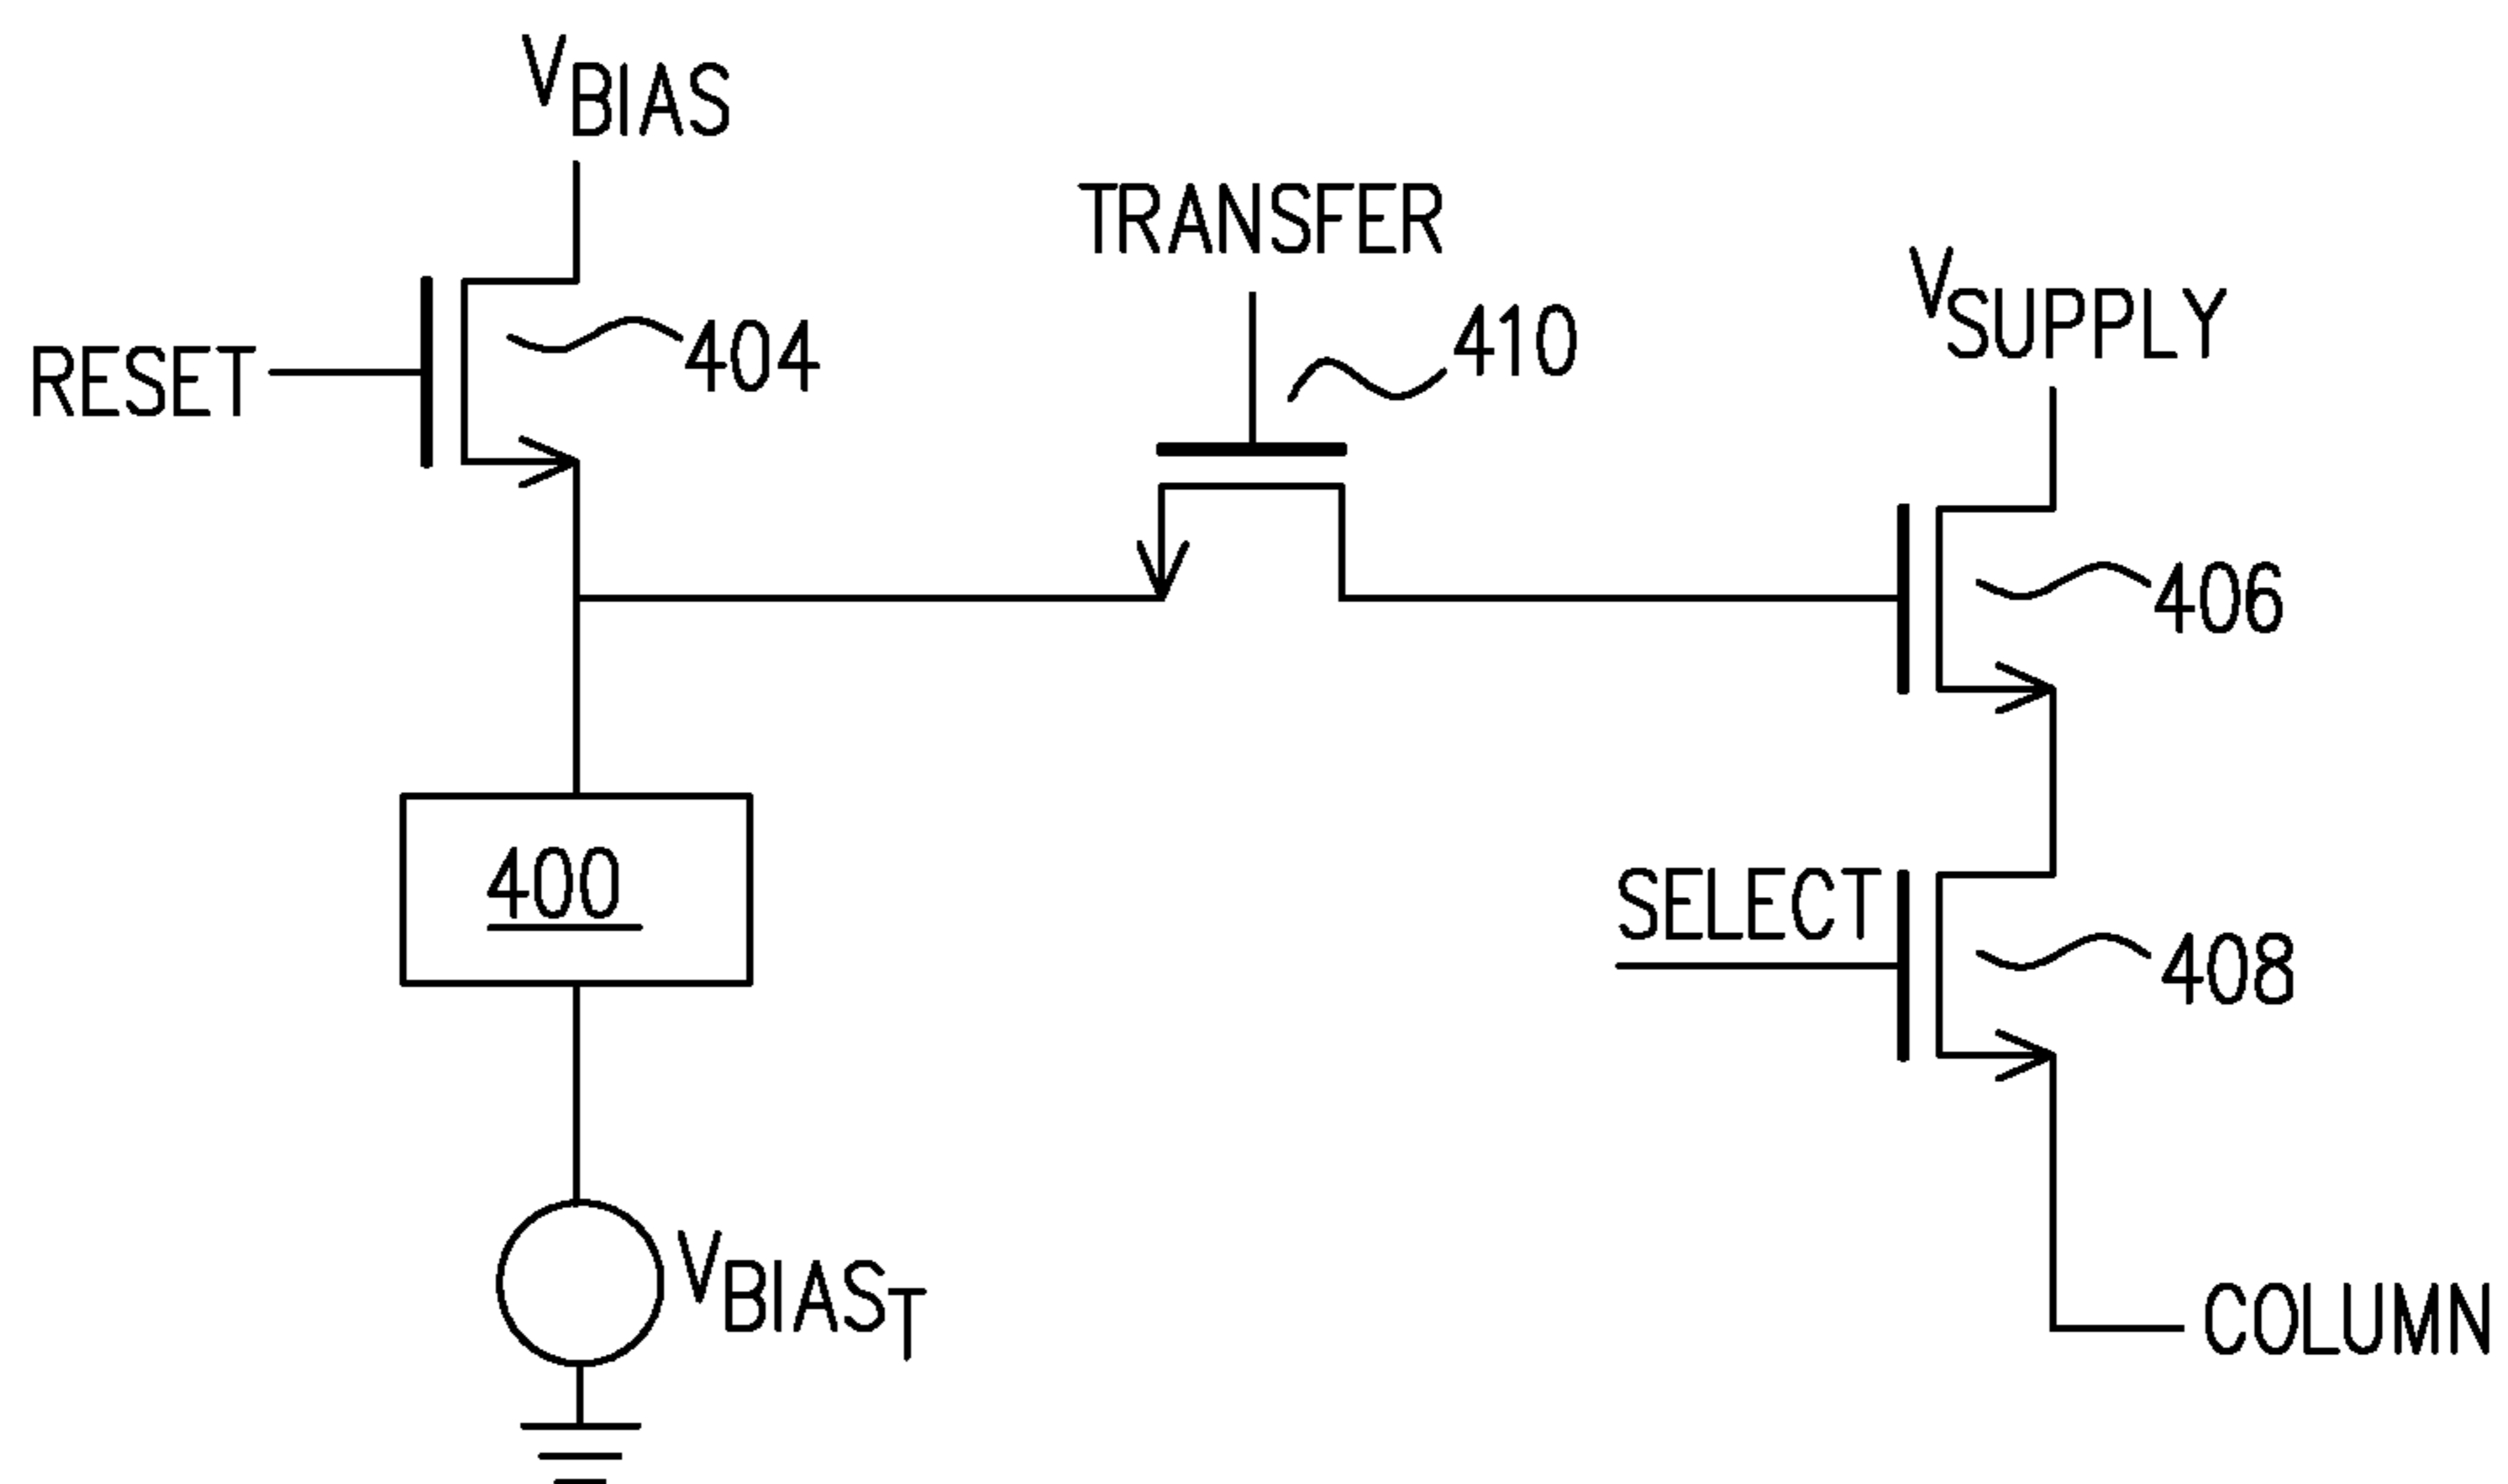 VBIAS
TRANSFER
410
VSUPPLY
RESET
404
406
400
SELECT
408
VBIAST
COLUMN